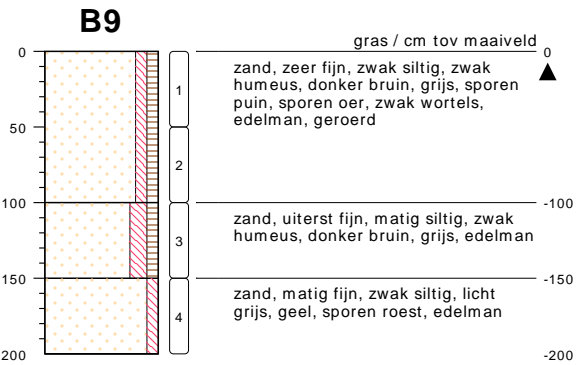 B9
gras / cm tov maaiveld
0
0
zand, zeer fijn, zwak siltig, zwak
humeus, donker bruin, grijs, sporen
puin, sporen oer, zwak wortels,
edelman, geroerd
1
50
2
100
-100
zand, uiterst fijn, matig siltig, zwak
humeus, donker bruin, grijs, edelman
3
150
-150
zand, matig fijn, zwak siltig, licht
grijs, geel, sporen roest, edelman
4
200
-200